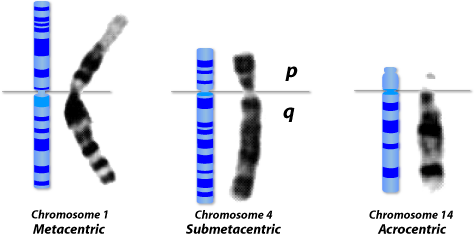 p
q
Chromosome 1
Metacentric
Chromosome 4
Submetacentric
Chromosome 14
Acrocentric